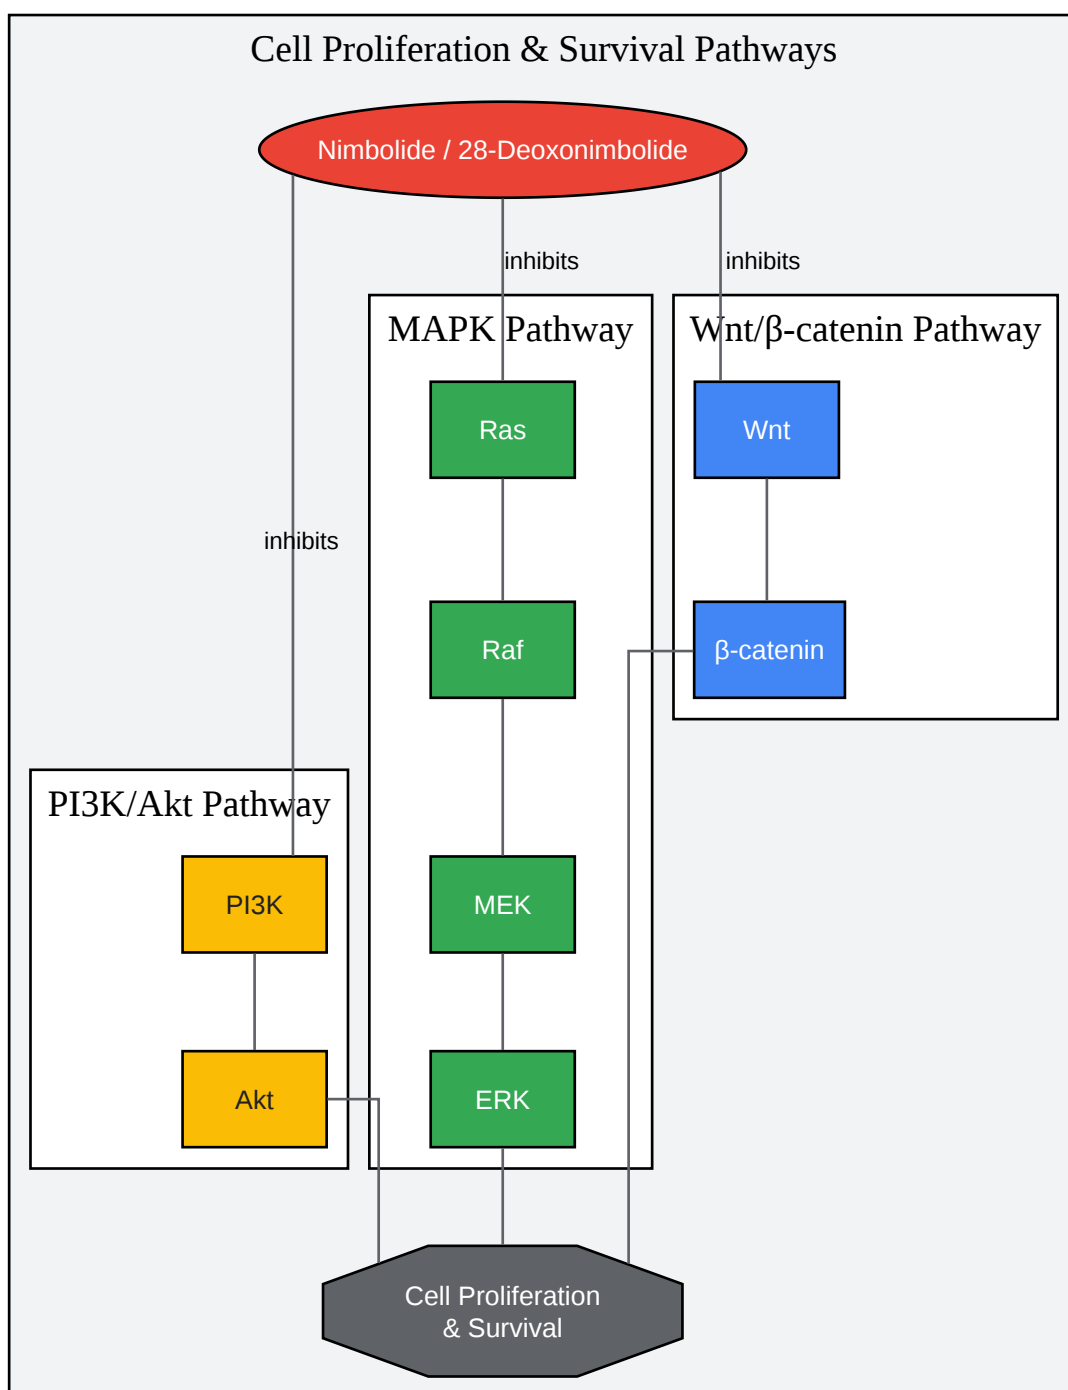 Cell Proliferation & Survival Pathways
Nimbolide / 28-Deoxonimbolide
inhibits
inhibits
MAPK Pathway
Wnt/β-catenin Pathway
Ras
Wnt
inhibits
Raf
β-catenin
PI3K/Akt Pathway
PI3K
MEK
Akt
ERK
Cell Proliferation
& Survival